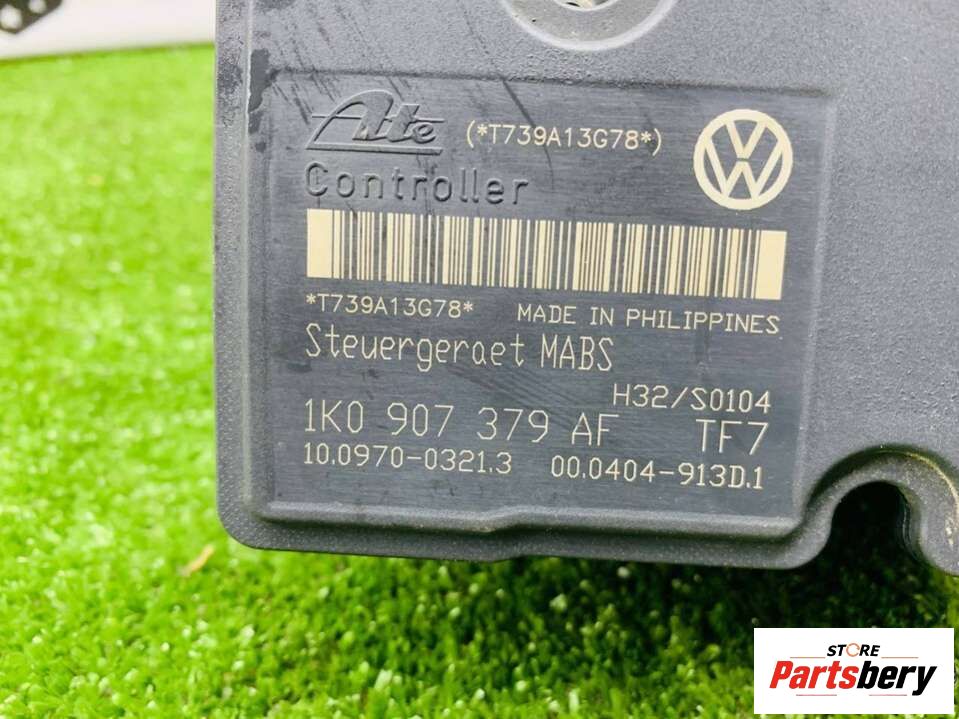 Ate (*T739A13G78*)
Controller
*T739A13G78* MADE IN PHILIPPINES
Steuergeraet MABS
H32/S0104
1K0 907 379 AF TF7
10.0970-0321.3 00.0404-913D.1
STORE
Partsbery